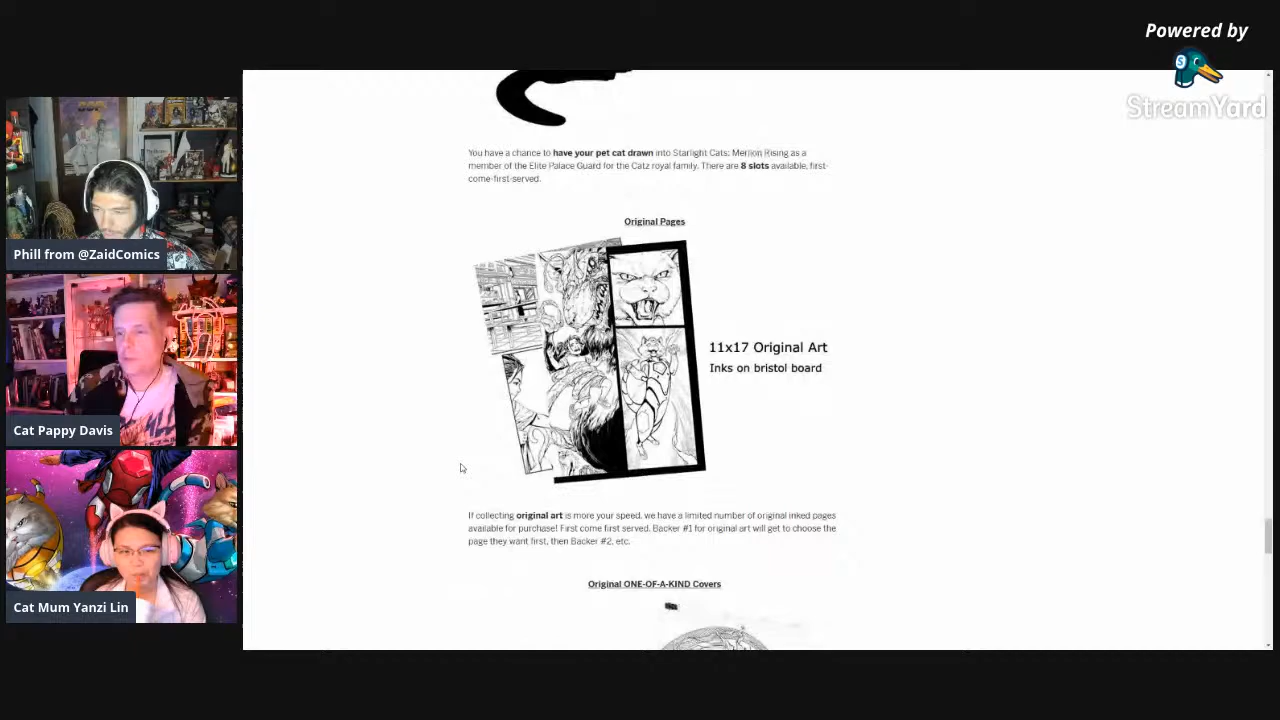 Powered by
StreamYard
Phill from @ZaidComics
Cat Pappy Davis
Cat Mum Yanzi Lin
You have a chance to have your pet cat drawn into Starlight Cats: Merlion Rising as a
member of the Elite Palace Guard for the Catz royal family. There are 8 slots available, first-
come-first-served.
Original Pages
11x17 Original Art
Inks on bristol board
If collecting original art is more your speed, we have a limited number of original inked pages
available for purchase! First come first served. Backer #1 for original art will get to choose the
page they want first, then Backer #2, etc.
Original ONE-OF-A-KIND Covers